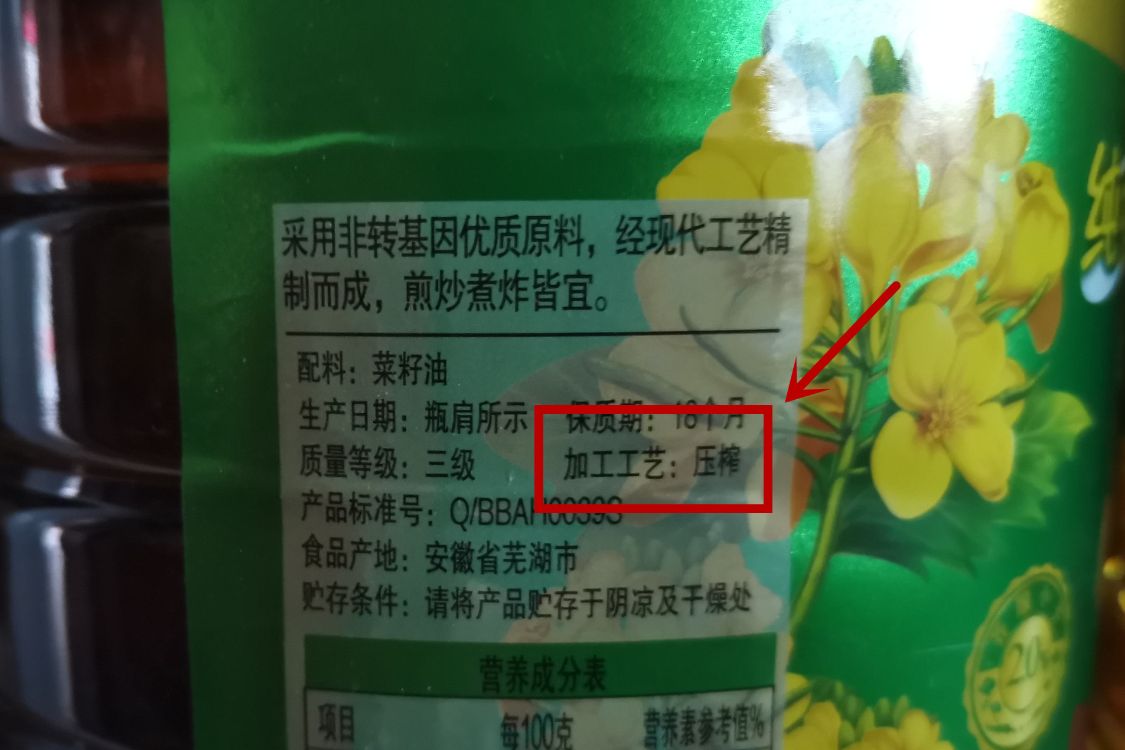 采用非转基因优质原料，经现代工艺精
制而成，煎炒煮炸皆宜。
配料：菜籽油
生产日期：瓶肩所示 保质期：18个月
质量等级：三级 加工工艺：压榨
产品标准号：Q/BBAH0039S
食品产地：安徽省芜湖市
贮存条件：请将产品贮存于阴凉及干燥处
营养成分表
项目 每100克 营养素参考值%